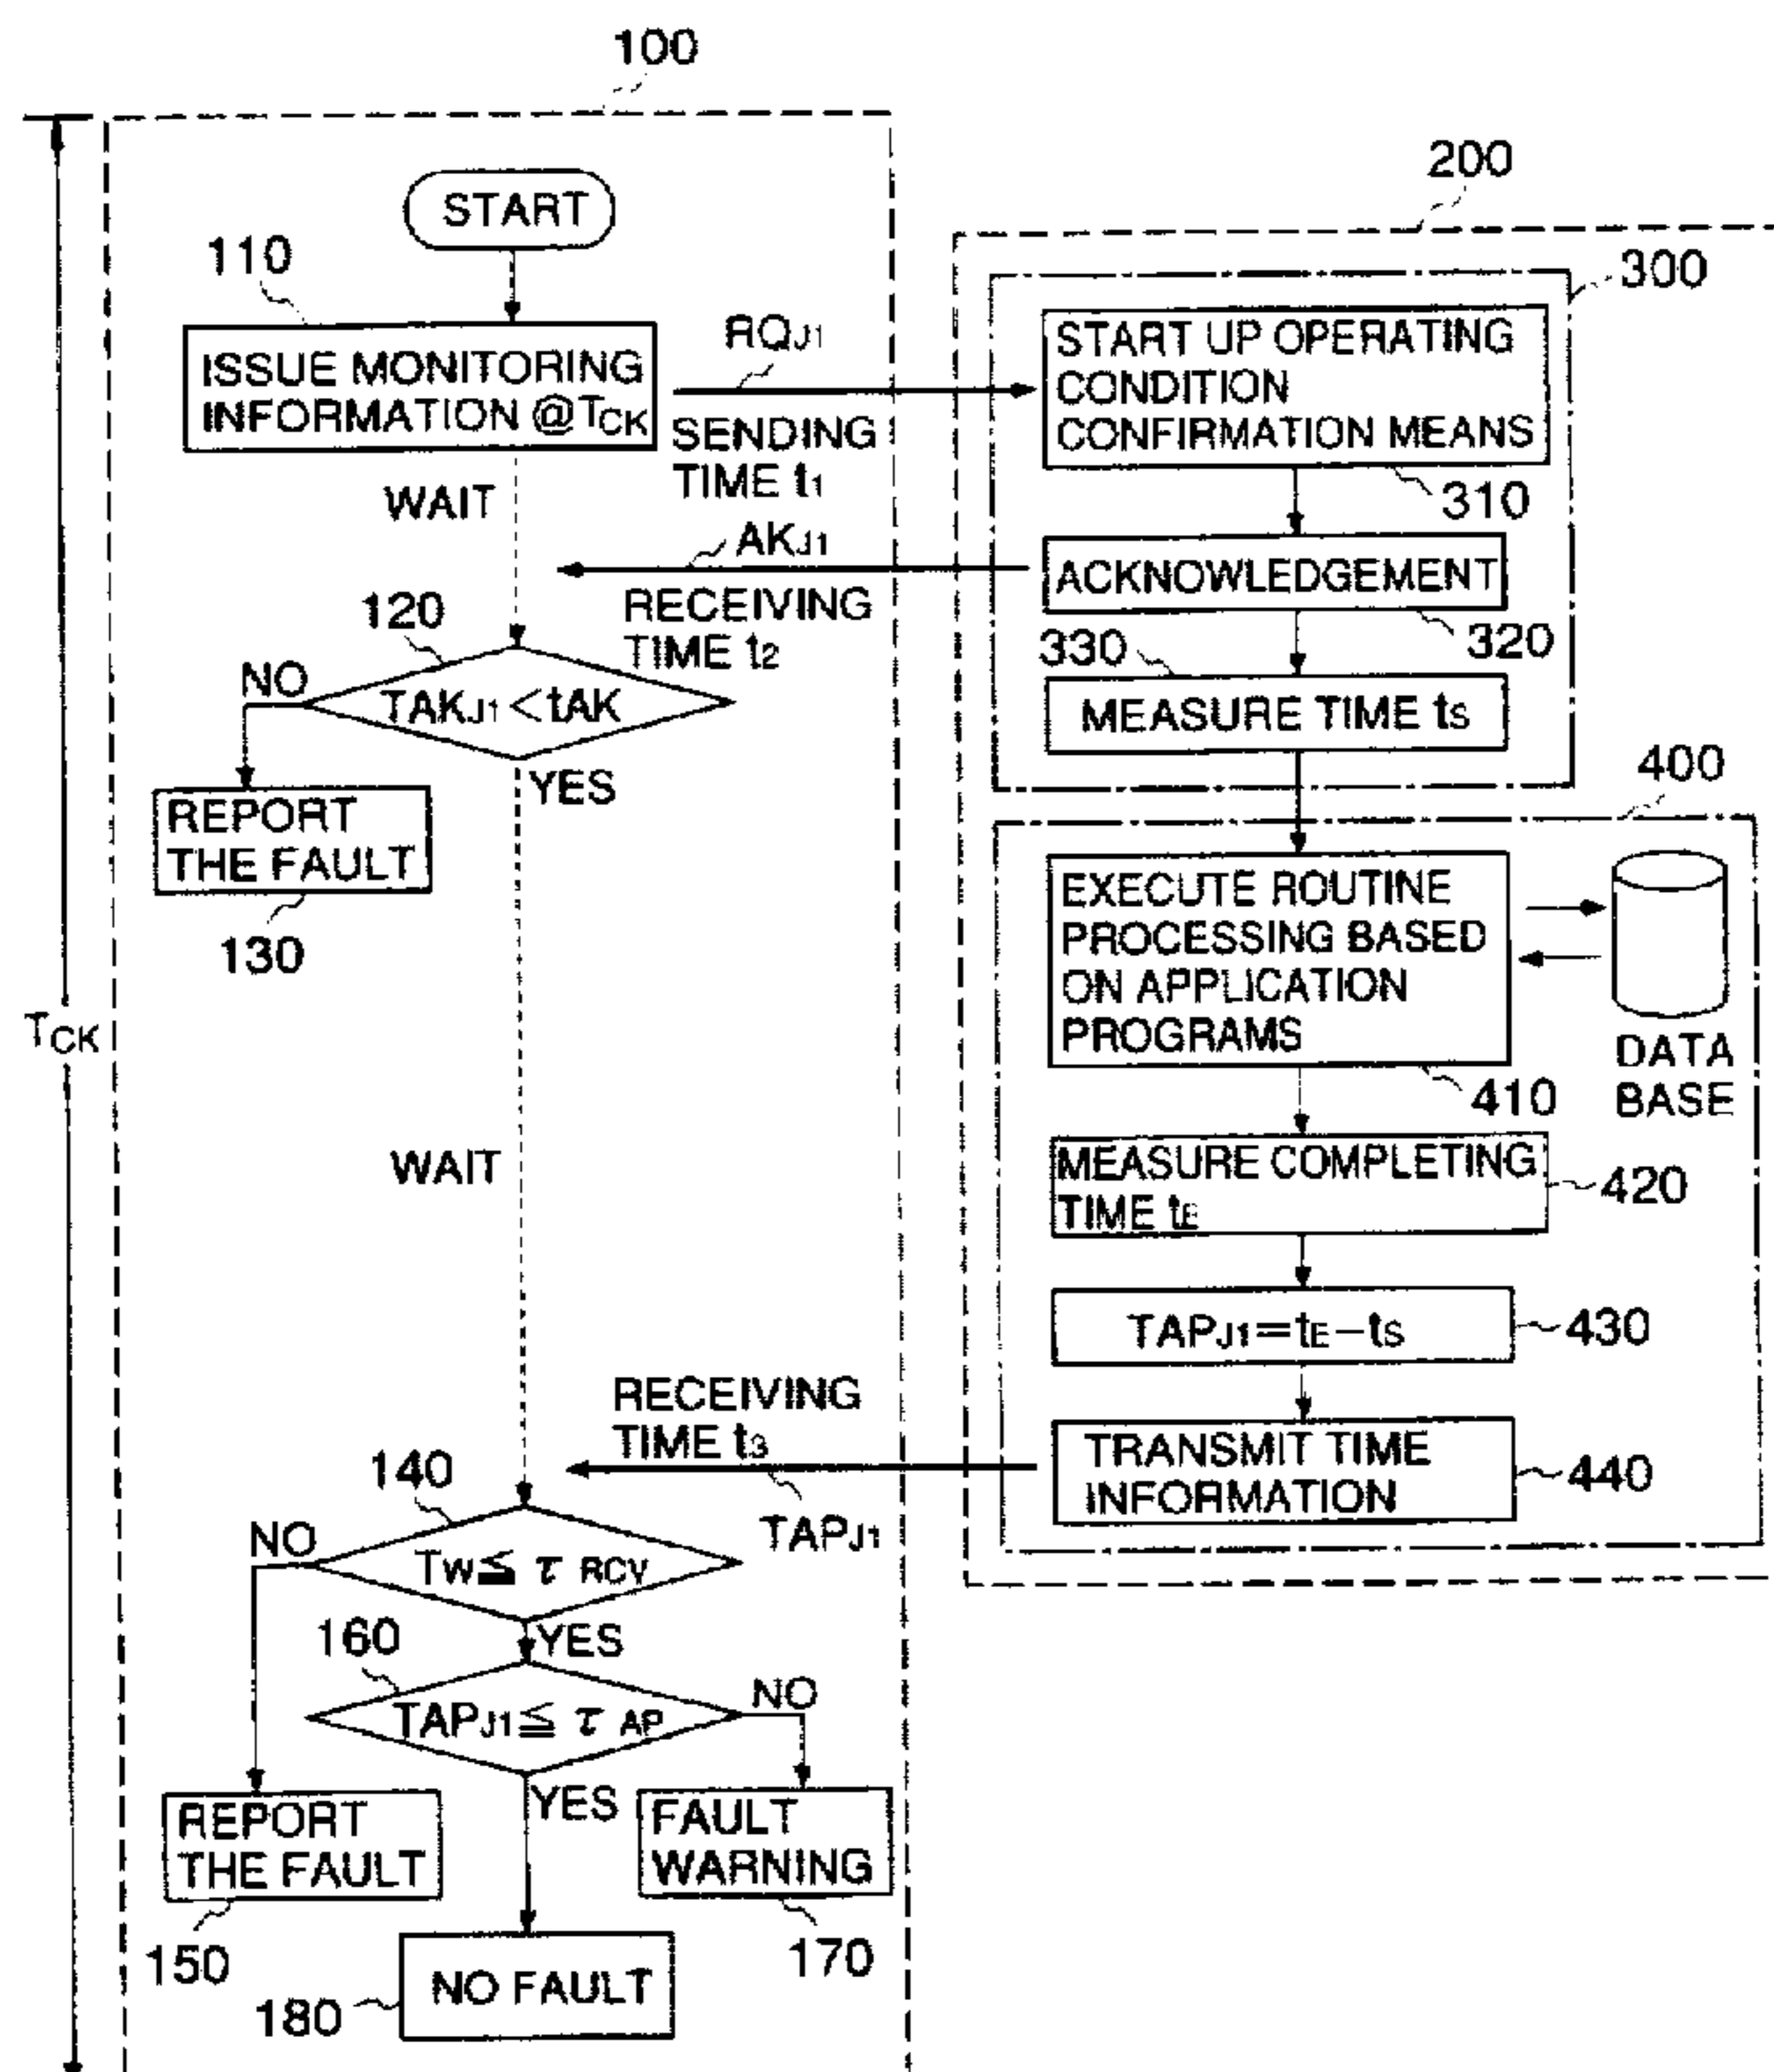 100
START
110
ISSUE MONITORING
INFORMATION @TCK
RQJ1
SENDING
TIME t1
WAIT
AKJ1
RECEIVING
TIME t2
120
NO
TAKJ1<tAK
YES
REPORT
THE FAULT
130
TCK
WAIT
RECEIVING
TIME t3
TAPJ1
140
NO
TW≦ τ RCV
YES
160
TAPJ1≦ τ AP
NO
YES
REPORT
THE FAULT
150
FAULT
WARNING
170
NO FAULT
180
200
300
START UP OPERATING
CONDITION
CONFIRMATION MEANS
310
ACKNOWLEDGEMENT
320
330
MEASURE TIME tS
400
EXECUTE ROUTINE
PROCESSING BASED
ON APPLICATION
PROGRAMS
410
DATA
BASE
MEASURE COMPLETING
TIME tE
420
TAPJ1=tE−tS
430
TRANSMIT TIME
INFORMATION
440